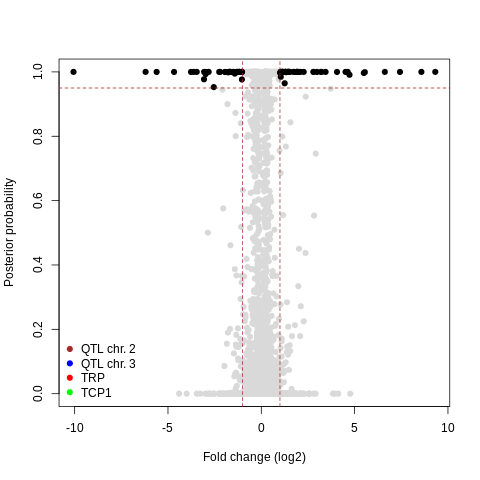 1.0
0.8
0.6
0.4
0.2
0.0
Posterior probability
QTL chr. 2
QTL chr. 3
TRP
TCP1
-10 -5 0 5 10
Fold change (log2)